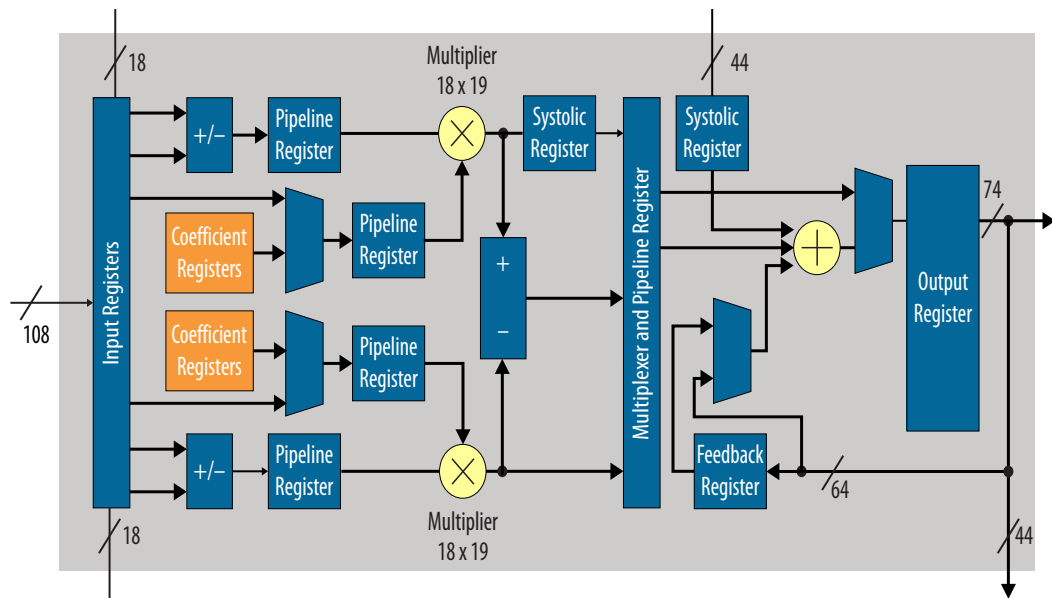 18
44
Multiplier
18 x 19
+/–
Pipeline
Register
Systolic
Register
Systolic
Register
74
Coefficient
Registers
Pipeline
Register
+
–
Input Registers
108
Multiplexer and Pipeline Register
Output
Register
Coefficient
Registers
Pipeline
Register
+/–
Pipeline
Register
Feedback
Register
64
Multiplier
18 x 19
18
44